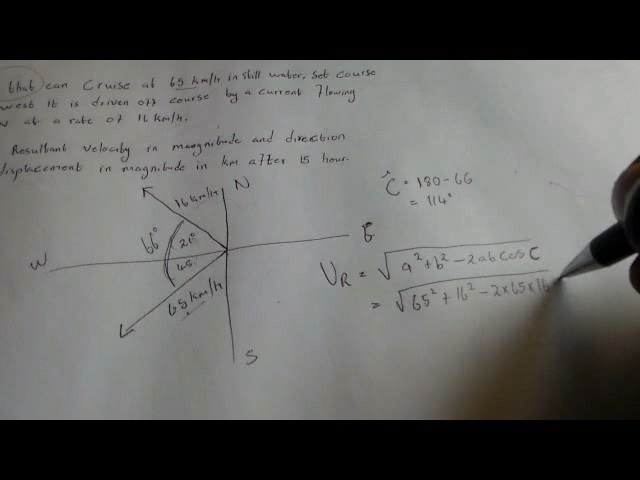 that can Cruise at 65 km/h in still water, set course
west it is driven off course by a current flowing
W at a rate of 16 km/h.
Resultant velocity in magnitude and direction
displacement in magnitude in km after 15 hour
N
16 km/h
Ĉ = 180-66
= 114°
E
66°
21°
W
45°
65 km/h
S
VR = √a²+b²-2ab cos C
= √65²+16²-2×65×16